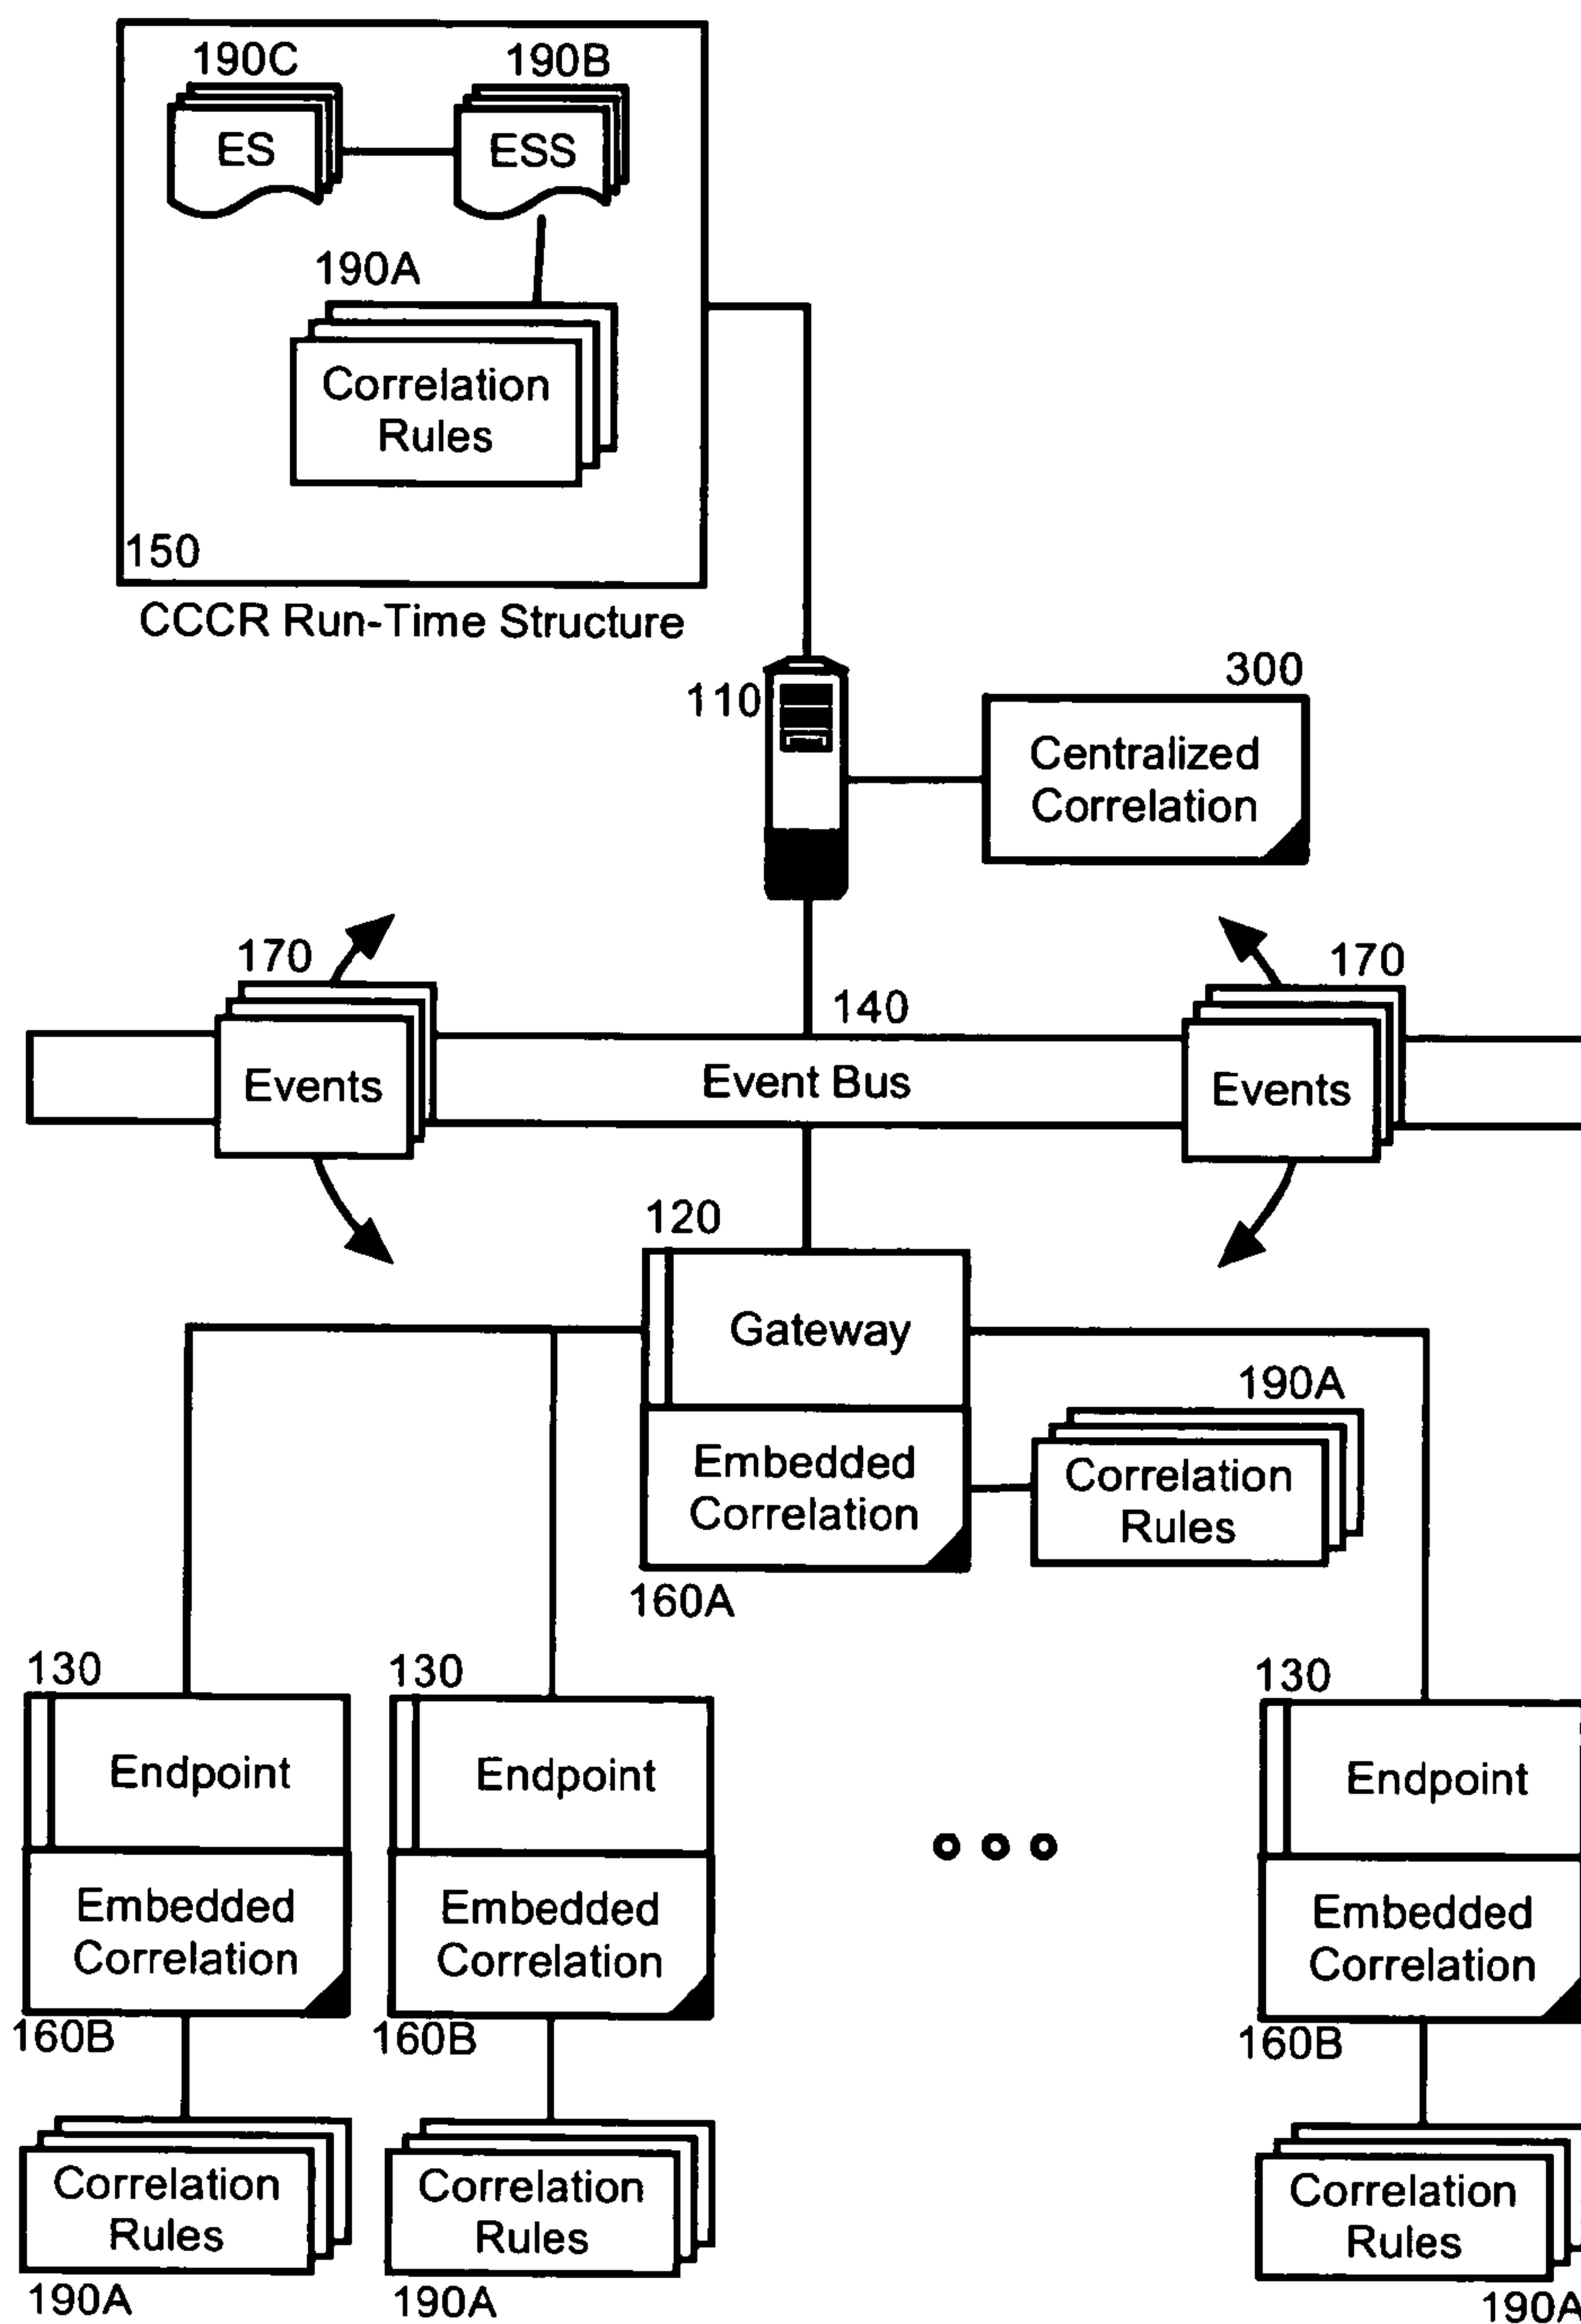 190C
190B
ES
ESS
190A
Correlation
Rules
150
CCCR Run-Time Structure
110
300
Centralized
Correlation
170
170
140
Events
Event Bus
Events
120
Gateway
190A
Embedded
Correlation
Correlation
Rules
160A
130
130
130
Endpoint
Endpoint
Endpoint
Embedded
Correlation
Embedded
Correlation
Embedded
Correlation
160B
160B
160B
Correlation
Rules
Correlation
Rules
Correlation
Rules
190A
190A
190A